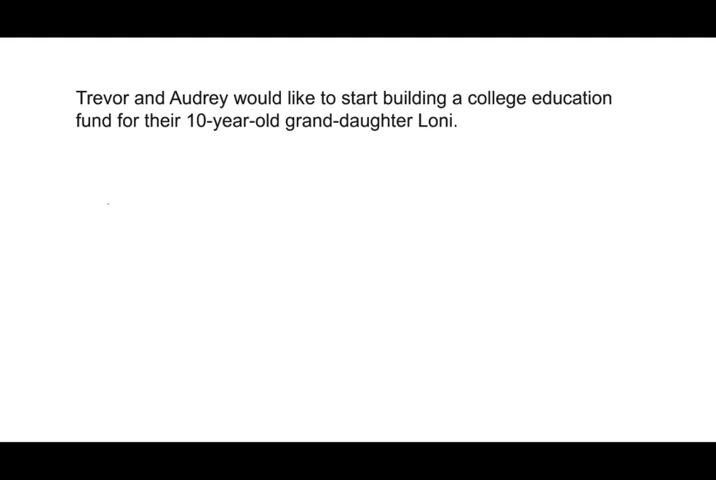 Trevor and Audrey would like to start building a college education
fund for their 10-year-old grand-daughter Loni.